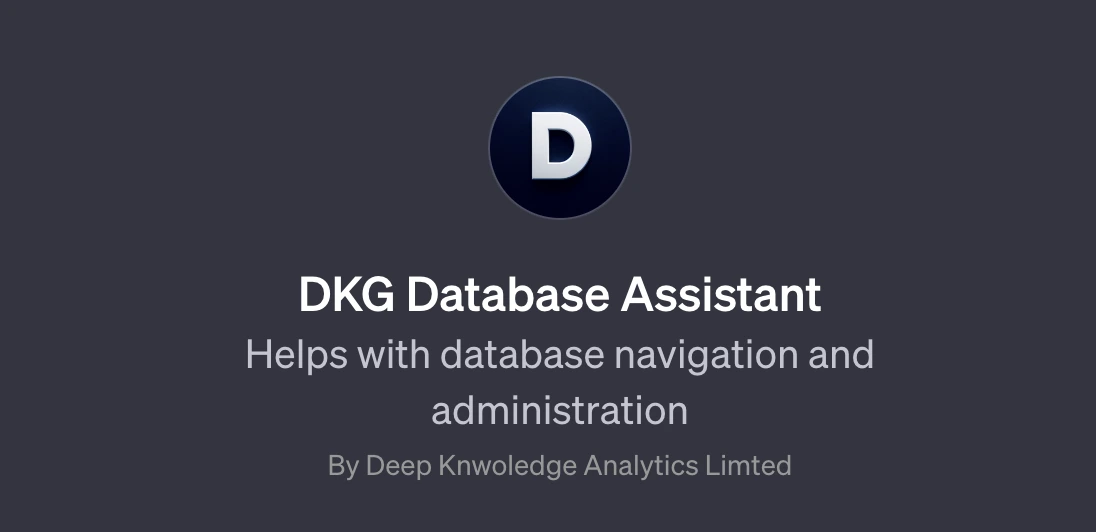 D
DKG Database Assistant
Helps with database navigation and
administration
By Deep Knwoledge Analytics Limted